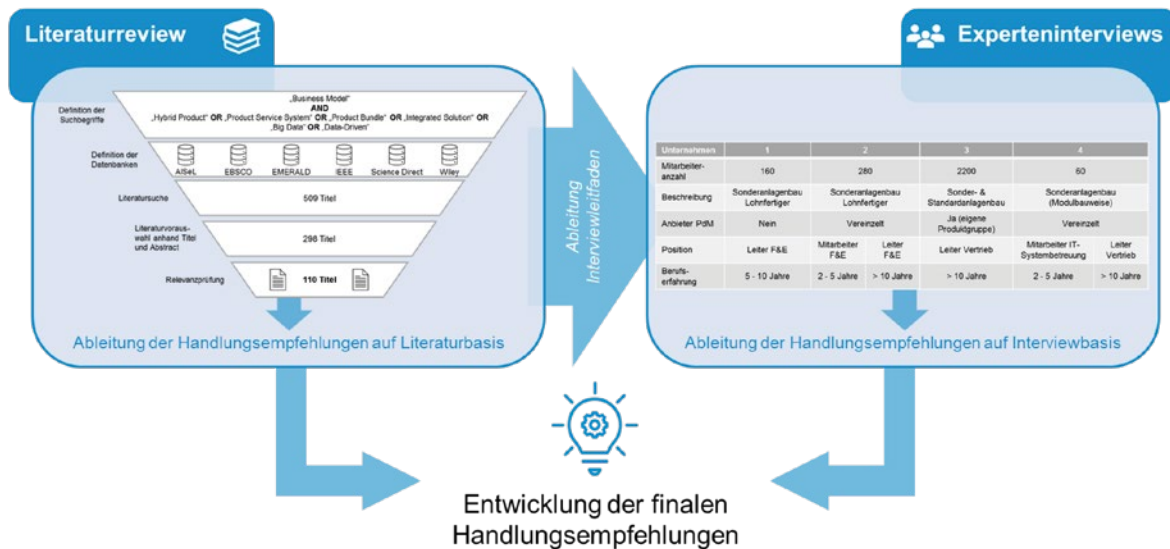 Literaturreview
Definition der
Suchbegriffe
„Business Model"
AND
„Hybrid Product" OR „Product Service System" OR „Product Bundle" OR „Integrated Solution" OR
„Big Data" OR „Data-Driven"
Definition der
Datenbanken
AISeL EBSCO EMERALD IEEE Science Direct Wiley
Literatursuche
509 Titel
Literaturvoraus-
wahl anhand Titel
und Abstract
298 Titel
Relevanzprüfung
110 Titel
Ableitung der Handlungsempfehlungen auf Literaturbasis
Ableitung
Interviewleitfaden
Experteninterviews
Unternahmen 1 2 3 4
Mitarbeiter-
anzahl
160 280 2200 60
Beschreibung
Sonderanlagenbau
Lohnfertiger
Sonderanlagenbau
Lohnfertiger
Sonder- &
Standardanlagenbau
Sonderanlagenbau
(Modulbauweise)
Anbieter PdM
Nein
Vereinzelt
Ja (eigene
Produktgruppe)
Vereinzelt
Position
Leiter F&E
Mitarbeiter
F&E
Leiter
F&E
Leiter Vertrieb
Mitarbeiter IT-
Systembetreuung
Leiter
Vertrieb
Berufs-
erfahrung
5 - 10 Jahre 2 - 5 Jahre > 10 Jahre > 10 Jahre 2 - 5 Jahre > 10 Jahre
Ableitung der Handlungsempfehlungen auf Interviewbasis
Entwicklung der finalen
Handlungsempfehlungen